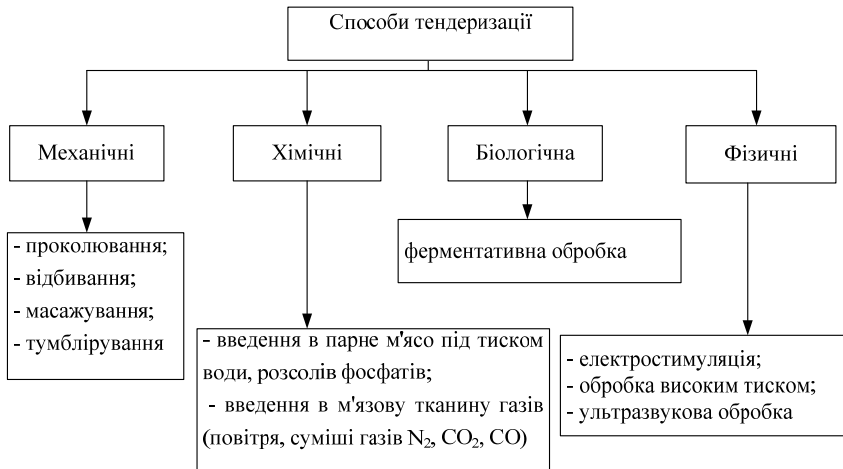 Способи тендеризації
Механічні
Хімічні
Біологічна
Фізичні
- проколювання;
- відбивання;
- масажування;
- тумблірування
- введення в парне м'ясо під тиском
води, розсолів фосфатів;
- введення в м'язову тканину газів
(повітря, суміші газів N₂, CO₂, CO)
ферментативна обробка
- електростимуляція;
- обробка високим тиском;
- ультразвукова обробка